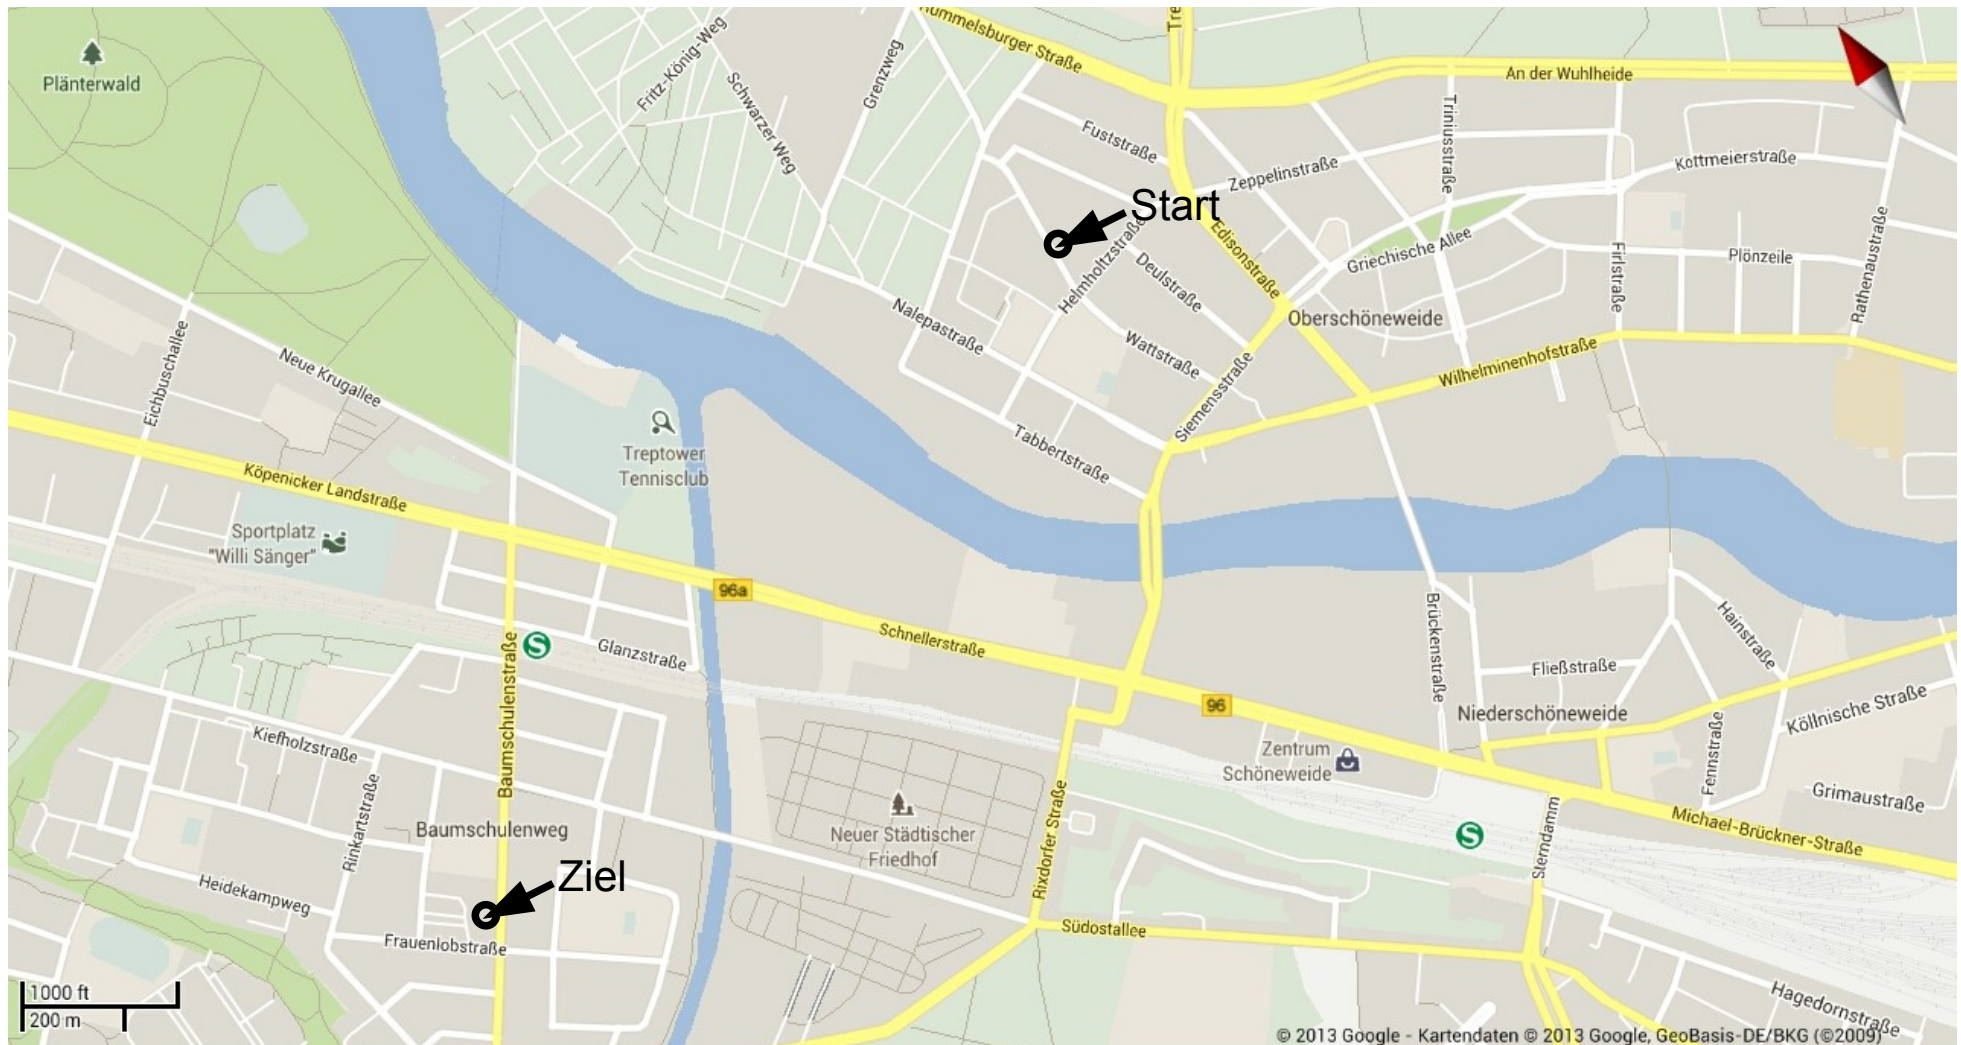 Plänterwald
Fritz-König-Weg
Schwarzer Weg
Grenzweg
Rummelsburger Straße
Tre
An der Wuhlheide
Fuststraße
Zeppelinstraße
Triniusstraße
Kottmeierstraße
Start
Helmholtzstraße
Edisonstraße
Deulstraße
Griechische Allee
Firlstraße
Plönzeile
Rathenaustraße
Nalepastraße
Oberschöneweide
Wattstraße
Siemensstraße
Wilhelminenhofstraße
Eichbuschallee
Neue Krugallee
Treptower
Tennisclub
Tabbertstraße
Köpenicker Landstraße
Sportplatz
"Willi Sänger"
96a
Schnellerstraße
Brückenstraße
Hainstraße
Fließstraße
S
Glanzstraße
Baumschulenstraße
96
Niederschöneweide
Köllnische Straße
Fennstraße
Kiefholzstraße
Zentrum
Schöneweide
Rinkartstraße
Grimaustraße
Baumschulenweg
Neuer Städtischer
Friedhof
Rixdorfer Straße
S
Sterndamm
Michael-Brückner-Straße
Ziel
Heidekampweg
Frauenlobstraße
Südostallee
Hagedornstraße
1000 ft
200 m
© 2013 Google - Kartendaten © 2013 Google, GeoBasis-DE/BKG (©2009)